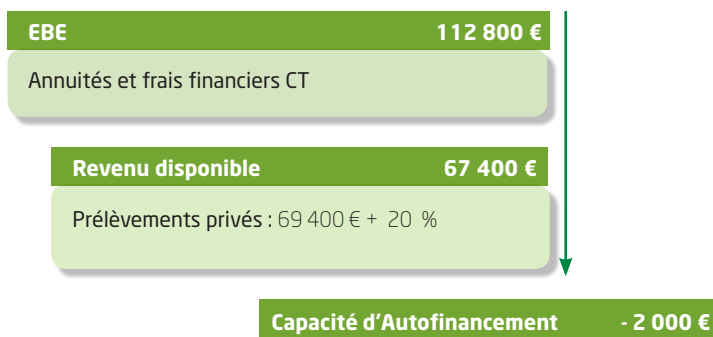 EBE 112 800 €
Annuités et frais financiers CT
Revenu disponible 67 400 €
Prélèvements privés : 69 400 € + 20 %
Capacité d'Autofinancement - 2 000 €